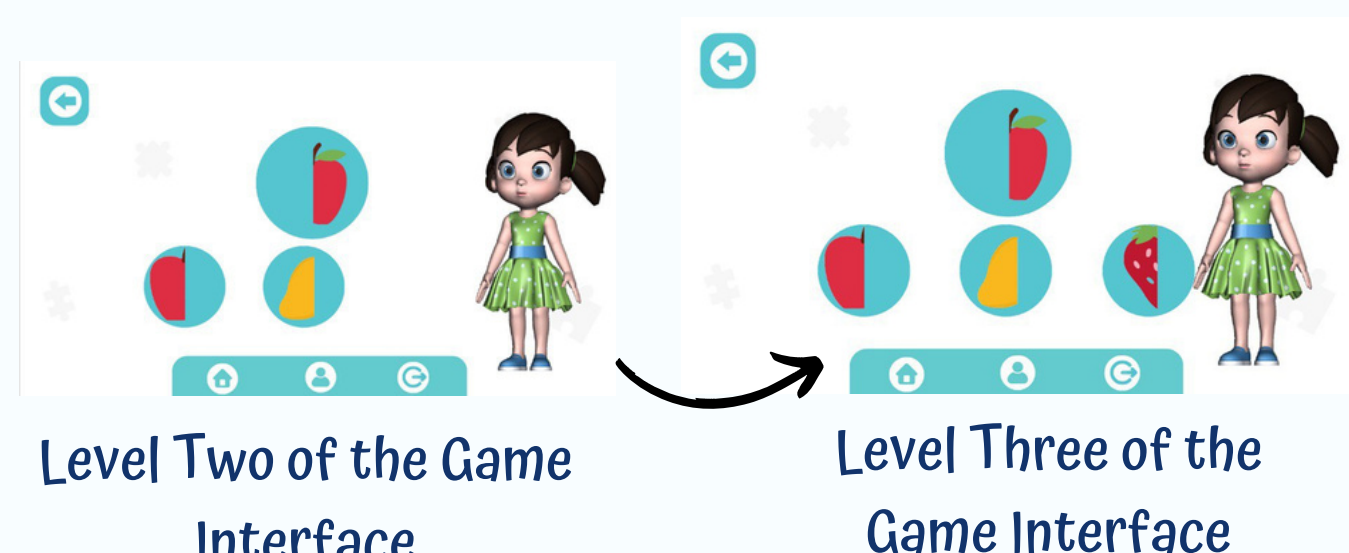 Level Two of the Game
Interface
Level Three of the
Game Interface